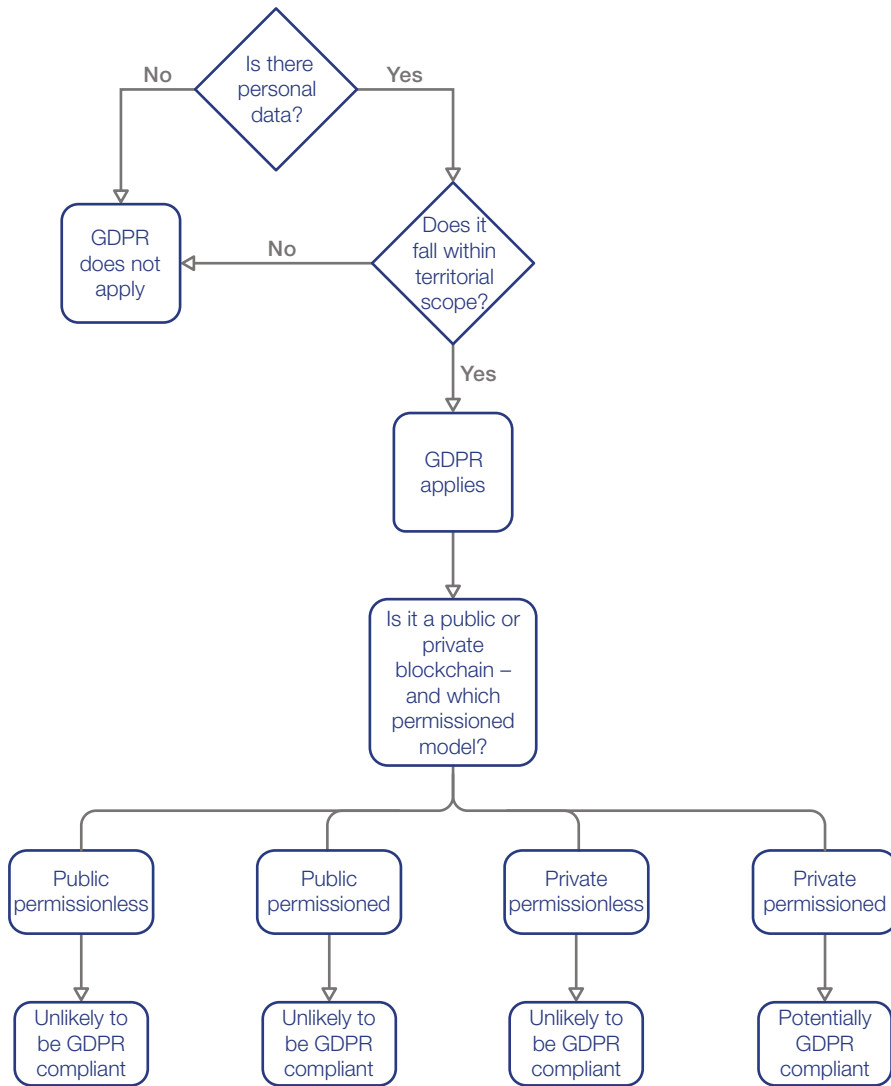 Is there
personal
data?
No
Yes
GDPR
does not
apply
Does it
fall within
territorial
scope?
No
Yes
GDPR
applies
Is it a public or
private
blockchain –
and which
permissioned
model?
Public
permissionless
Public
permissioned
Private
permissionless
Private
permissioned
Unlikely to
be GDPR
compliant
Unlikely to
be GDPR
compliant
Unlikely to
be GDPR
compliant
Potentially
GDPR
compliant